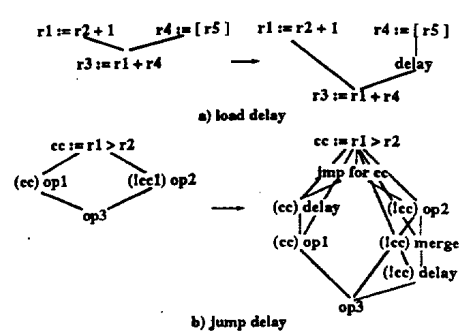 r1 := r2 + 1 r4 := [ r5 ] r1 := r2 + 1 r4 := [ r5 ]
r3 := r1 + r4 delay
r3 := r1 + r4
a) load delay
cc := r1 > r2 cc := r1 > r2
jmp for cc
(cc) op1 (!cc1) op2 (cc) delay (!cc) op2
op3 (cc) op1 (!cc) merge
(!cc) delay
op3
b) jump delay